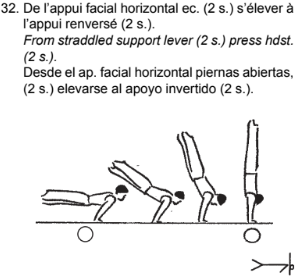 32. De l'appui facial horizontal ec. (2 s.) s'élever à
l'appui renversé (2 s.).
From straddled support lever (2 s.) press hdst.
(2 s.).
Desde el ap. facial horizontal piernas abiertas,
(2 s.) elevarse al apoyo invertido (2 s.).